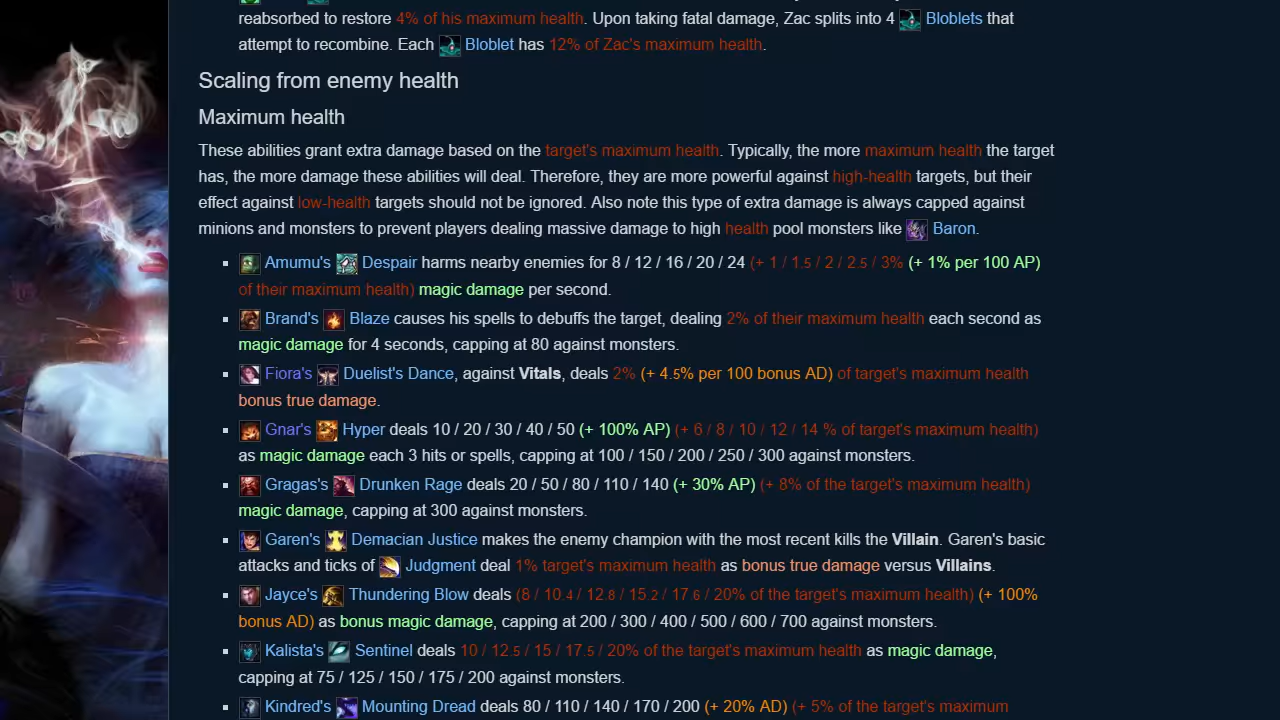 reabsorbed to restore 4% of his maximum health. Upon taking fatal damage, Zac splits into 4 Bloblets that
attempt to recombine. Each Bloblet has 12% of Zac's maximum health.
Scaling from enemy health
Maximum health
These abilities grant extra damage based on the target's maximum health. Typically, the more maximum health the target
has, the more damage these abilities will deal. Therefore, they are more powerful against high-health targets, but their
effect against low-health targets should not be ignored. Also note this type of extra damage is always capped against
minions and monsters to prevent players dealing massive damage to high health pool monsters like Baron.
Amumu's Despair harms nearby enemies for 8 / 12 / 16 / 20 / 24 (+ 1 / 1.5 / 2 / 2.5 / 3% (+ 1% per 100 AP)
of their maximum health) magic damage per second.
Brand's Blaze causes his spells to debuffs the target, dealing 2% of their maximum health each second as
magic damage for 4 seconds, capping at 80 against monsters.
Fiora's Duelist's Dance, against Vitals, deals 2% (+ 4.5% per 100 bonus AD) of target's maximum health
bonus true damage.
Gnar's Hyper deals 10 / 20 / 30 / 40 / 50 (+ 100% AP) (+ 6 / 8 / 10 / 12 / 14 % of target's maximum health)
as magic damage each 3 hits or spells, capping at 100 / 150 / 200 / 250 / 300 against monsters.
Gragas's Drunken Rage deals 20 / 50 / 80 / 110 / 140 (+ 30% AP) (+ 8% of the target's maximum health)
magic damage, capping at 300 against monsters.
Garen's Demacian Justice makes the enemy champion with the most recent kills the Villain. Garen's basic
attacks and ticks of Judgment deal 1% target's maximum health as bonus true damage versus Villains.
Jayce's Thundering Blow deals (8 / 10.4 / 12.8 / 15.2 / 17.6 / 20% of the target's maximum health) (+ 100%
bonus AD) as bonus magic damage, capping at 200 / 300 / 400 / 500 / 600 / 700 against monsters.
Kalista's Sentinel deals 10 / 12.5 / 15 / 17.5 / 20% of the target's maximum health as magic damage,
capping at 75 / 125 / 150 / 175 / 200 against monsters.
Kindred's Mounting Dread deals 80 / 110 / 140 / 170 / 200 (+ 20% AD) (+ 5% of the target's maximum